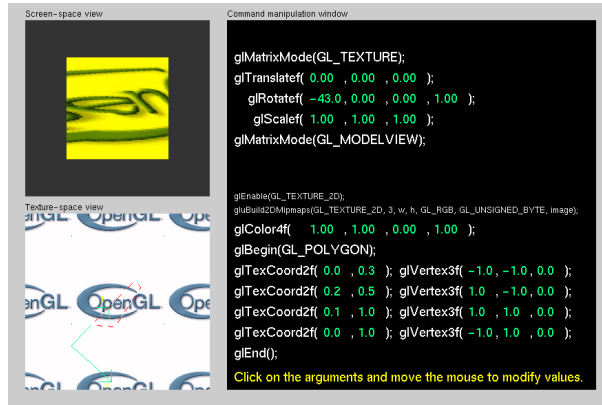 Screen-space view
Command manipulation window
glMatrixMode(GL_TEXTURE);
glTranslatef( 0.00 , 0.00 , 0.00 );
glRotatef( -43.0 , 0.00 , 0.00 , 1.00 );
glScalef( 1.00 , 1.00 , 1.00 );
glMatrixMode(GL_MODELVIEW);
glEnable(GL_TEXTURE_2D);
gluBuild2DMipmaps(GL_TEXTURE_2D, 3, w, h, GL_RGB, GL_UNSIGNED_BYTE, image);
glColor4f( 1.00 , 1.00 , 0.00 , 1.00 );
glBegin(GL_POLYGON);
glTexCoord2f( 0.0 , 0.3 ); glVertex3f( -1.0 , -1.0 , 0.0 );
glTexCoord2f( 0.2 , 0.5 ); glVertex3f( 1.0 , -1.0 , 0.0 );
glTexCoord2f( 0.1 , 1.0 ); glVertex3f( 1.0 , 1.0 , 0.0 );
glTexCoord2f( 0.0 , 1.0 ); glVertex3f( -1.0 , 1.0 , 0.0 );
glEnd();
Click on the arguments and move the mouse to modify values.
Texture-space view
OpenGL
OpenGL